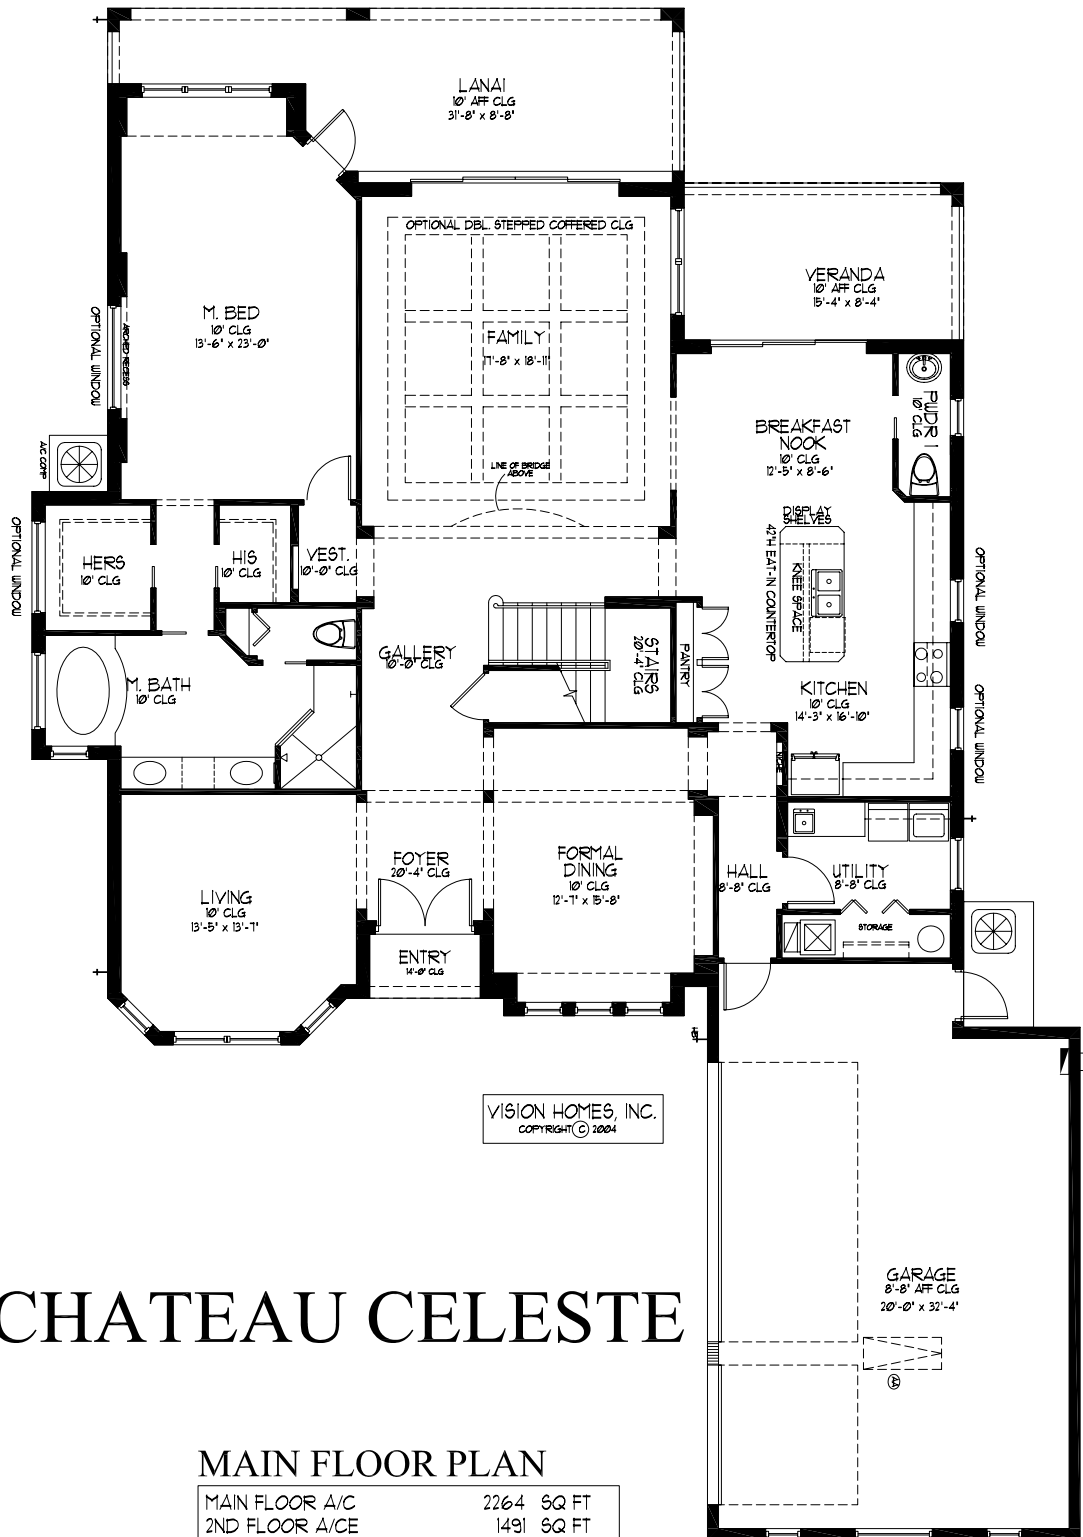 LANAI
10' AFF CLG
31'-8" x 8'-8"
OPTIONAL DBL. STEPPED COFFERED CLG
VERANDA
10' AFF CLG
15'-4" x 8'-4"
M. BED
10' CLG
13'-6" x 23'-0"
OPTIONAL WINDOW
ARCHED RECESS
FAMILY
17'-8" x 18'-11"
PWDR 1
10' CLG
BREAKFAST
NOOK
10' CLG
12'-5" x 8'-6"
A/C COMP
LINE OF BRIDGE
ABOVE
DISPLAY
SHELVES
42"H EAT-IN COUNTERTOP
KNEE SPACE
OPTIONAL WINDOW
HERS
10' CLG
HIS
10' CLG
VEST.
10'-0" CLG
OPTIONAL WINDOW
GALLERY
10'-0" CLG
STAIRS
20'-4" CLG
PANTRY
M. BATH
10' CLG
KITCHEN
10' CLG
14'-3" x 16'-10"
OPTIONAL WINDOW
NICHE
FOYER
20'-4" CLG
FORMAL
DINING
10' CLG
12'-7" x 15'-8"
HALL
8'-8" CLG
UTILITY
8'-8" CLG
LIVING
10' CLG
13'-5" x 13'-7"
STORAGE
ENTRY
14'-0" CLG
VISION HOMES, INC.
COPYRIGHT © 2004
GARAGE
8'-8" AFF CLG
20'-0" x 32'-4"
CHATEAU CELESTE
MAIN FLOOR PLAN
MAIN FLOOR A/C 2264 SQ FT
2ND FLOOR A/CE 1491 SQ FT